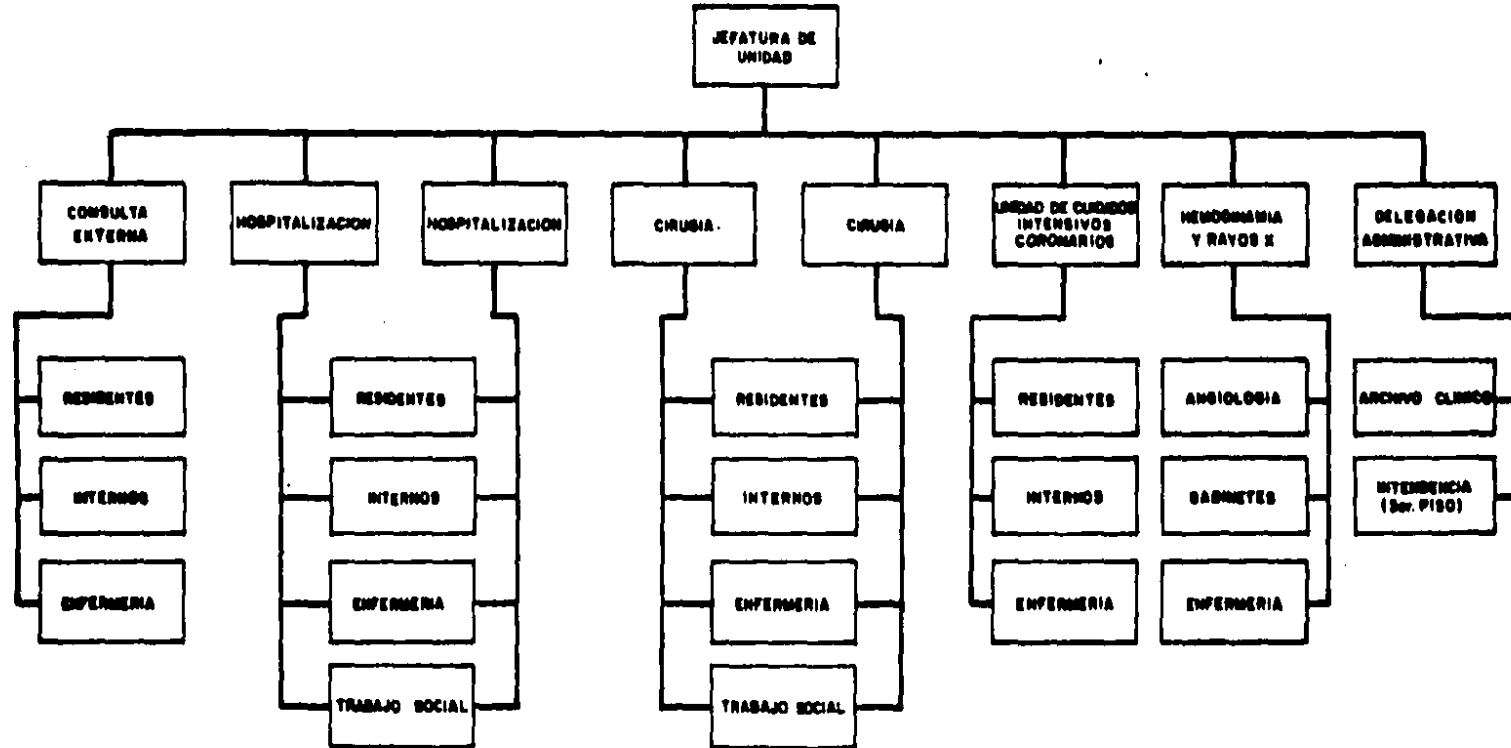 JEFATURA DE
UNIDAD
CONSULTA
EXTERNA
HOSPITALIZACION
HOSPITALIZACION
CIRUGIA.
CIRUGIA
UNIDAD DE CUIDADOS
INTENSIVOS
CORONARIOS
HEMODINAMIA
Y RAYOS X
DELEGACION
ADMINISTRATIVA
RESIDENTES
RESIDENTES
RESIDENTES
RESIDENTES
ANGIOLOGIA
ARCHIVO CLINICO
INTERNOS
INTERNOS
INTERNOS
INTERNOS
GABINETES
INTENDENCIA
(3er. PISO)
ENFERMERIA
ENFERMERIA
ENFERMERIA
ENFERMERIA
ENFERMERIA
TRABAJO SOCIAL
TRABAJO SOCIAL